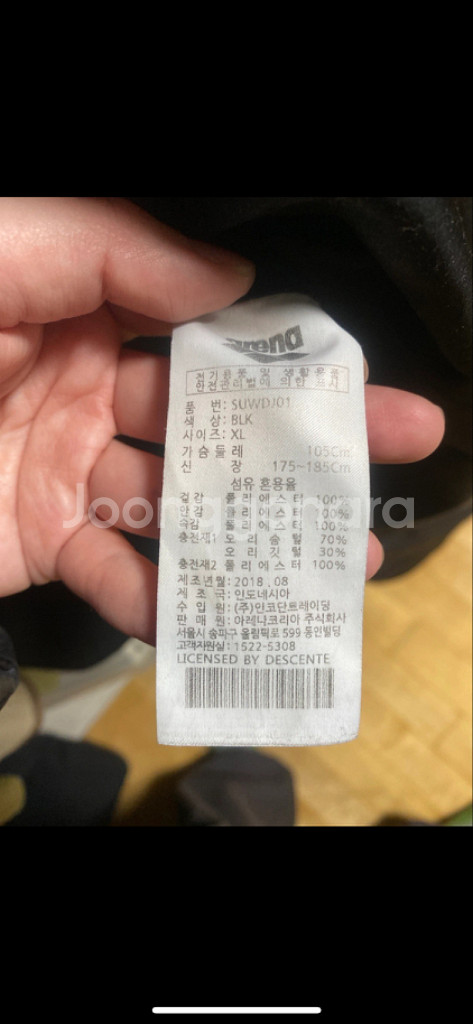 arena
전기용품 및 생활용품
안전관리법에 의한 표시
품 번: SUWDJ01
색 상: BLK
사이즈: XL
가슴둘레 105Cm
신 장 175~185Cm
섬유 혼용율
겉감 폴리에스터 100%
안감 폴리에스터 100%
폴리에스터 100%
충전재1 오리솜털 70%
오리깃털 30%
충전재2 폴리에스터 100%
제조년월: 2018 . 08
제 조 국: 인도네시아
수 입 원: (주)인코단트레이딩
판 매 원: 아레나코리아 주식회사
서울시 송파구 올림픽로 599 동인빌딩
고객지원실: 1522-5308
LICENSED BY DESCENTE
Joongonara